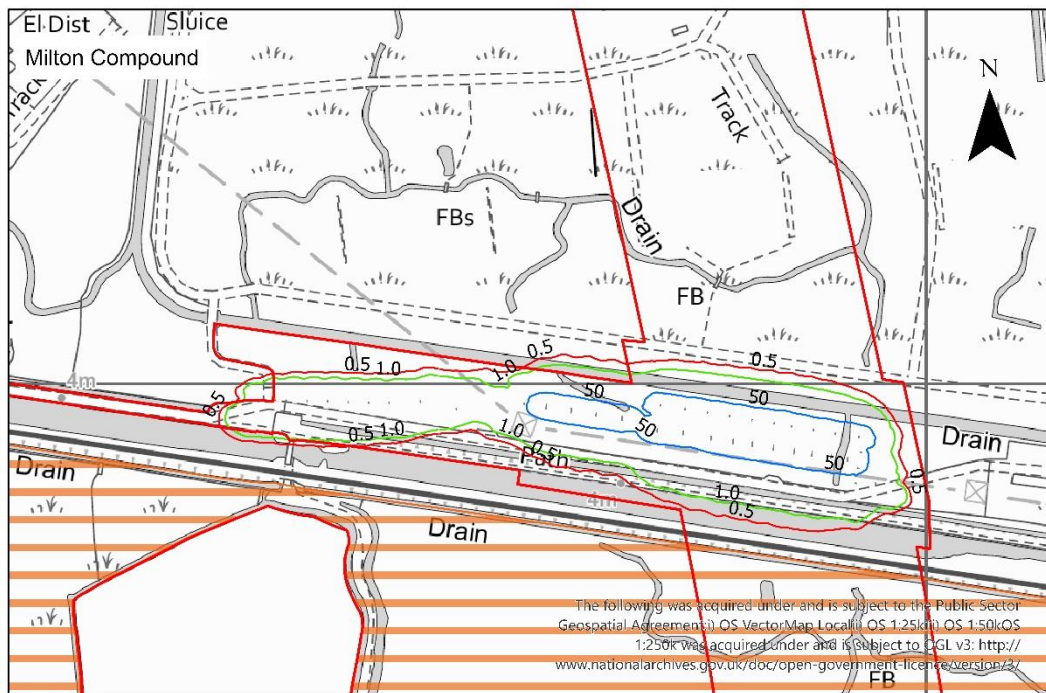 El Dist
Sluice
Milton Compound
Track
Track
N
FBs
Drain
FB
0.5
1.0
1.0
0.5
0.5
4m
0.5
50
50
50
50
0.5
1.0
1.0
0.5
Path
4m
1.0
0.5
0.5
Drain
Drain
Drain
The following was acquired under and is subject to the Public Sector
Geospatial Agreement:i) OS VectorMap Local OS 1:25k OS 1:50kOS
1:250k was acquired under and is subject to OGL v3: http://
www.nationalarchives.gov.uk/doc/open-government-licence/version/3/
FB